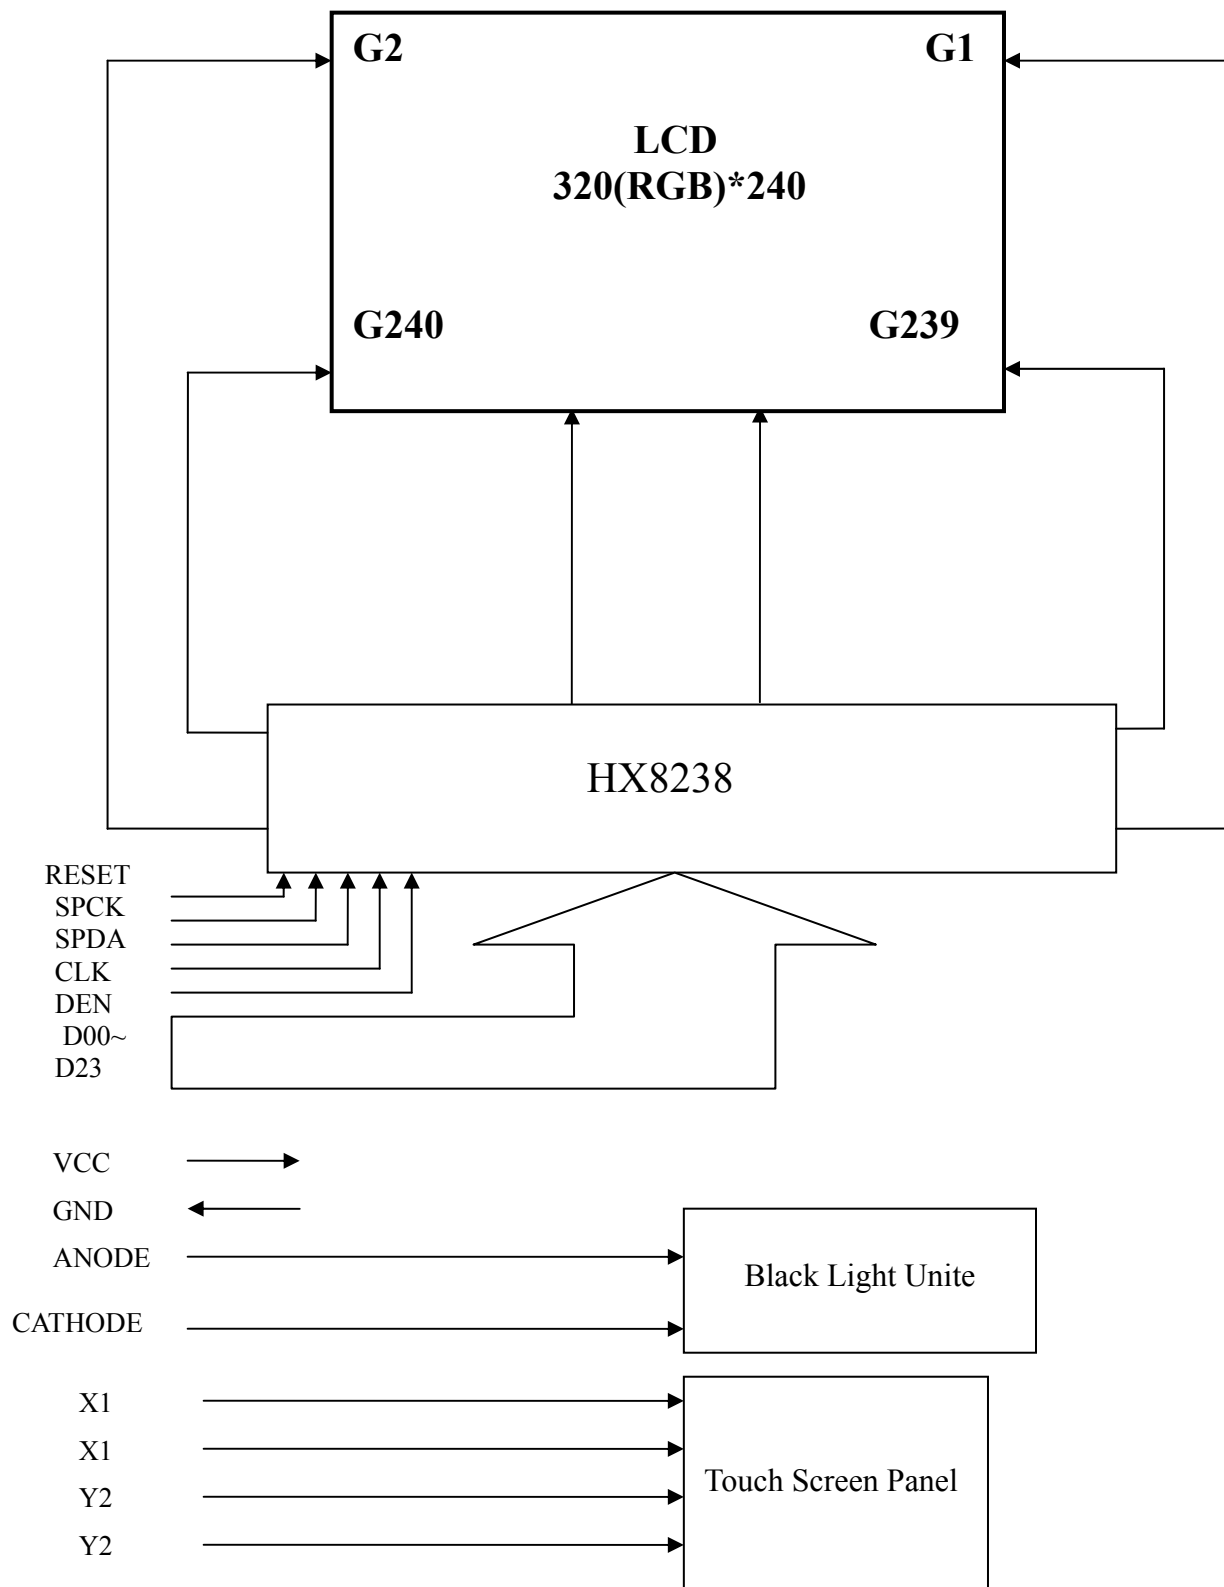 G2
G1
LCD
320(RGB)*240
G240
G239
HX8238
RESET
SPCK
SPDA
CLK
DEN
D00~
D23
VCC
GND
ANODE
Black Light Unite
CATHODE
X1
X1
Touch Screen Panel
Y2
Y2